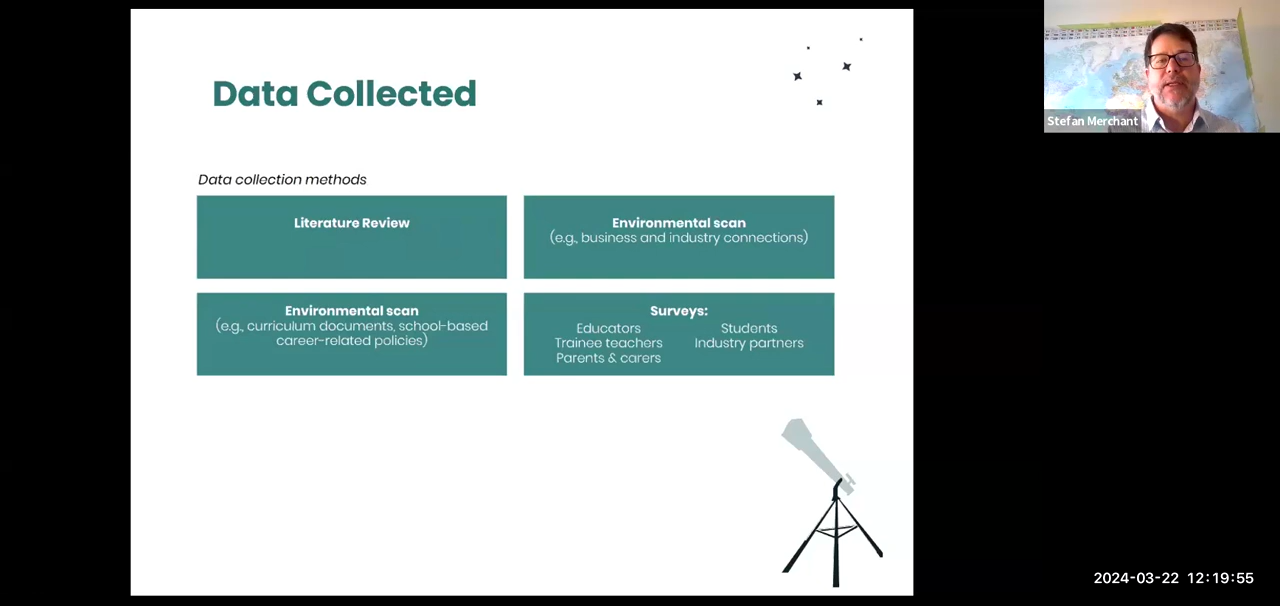 Data Collected
Data collection methods
Literature Review
Environmental scan
(e.g., business and industry connections)
Environmental scan
(e.g., curriculum documents, school-based
career-related policies)
Surveys:
Educators
Trainee teachers
Parents & carers
Students
Industry partners
Stefan Merchant
2024-03-22 12:19:55